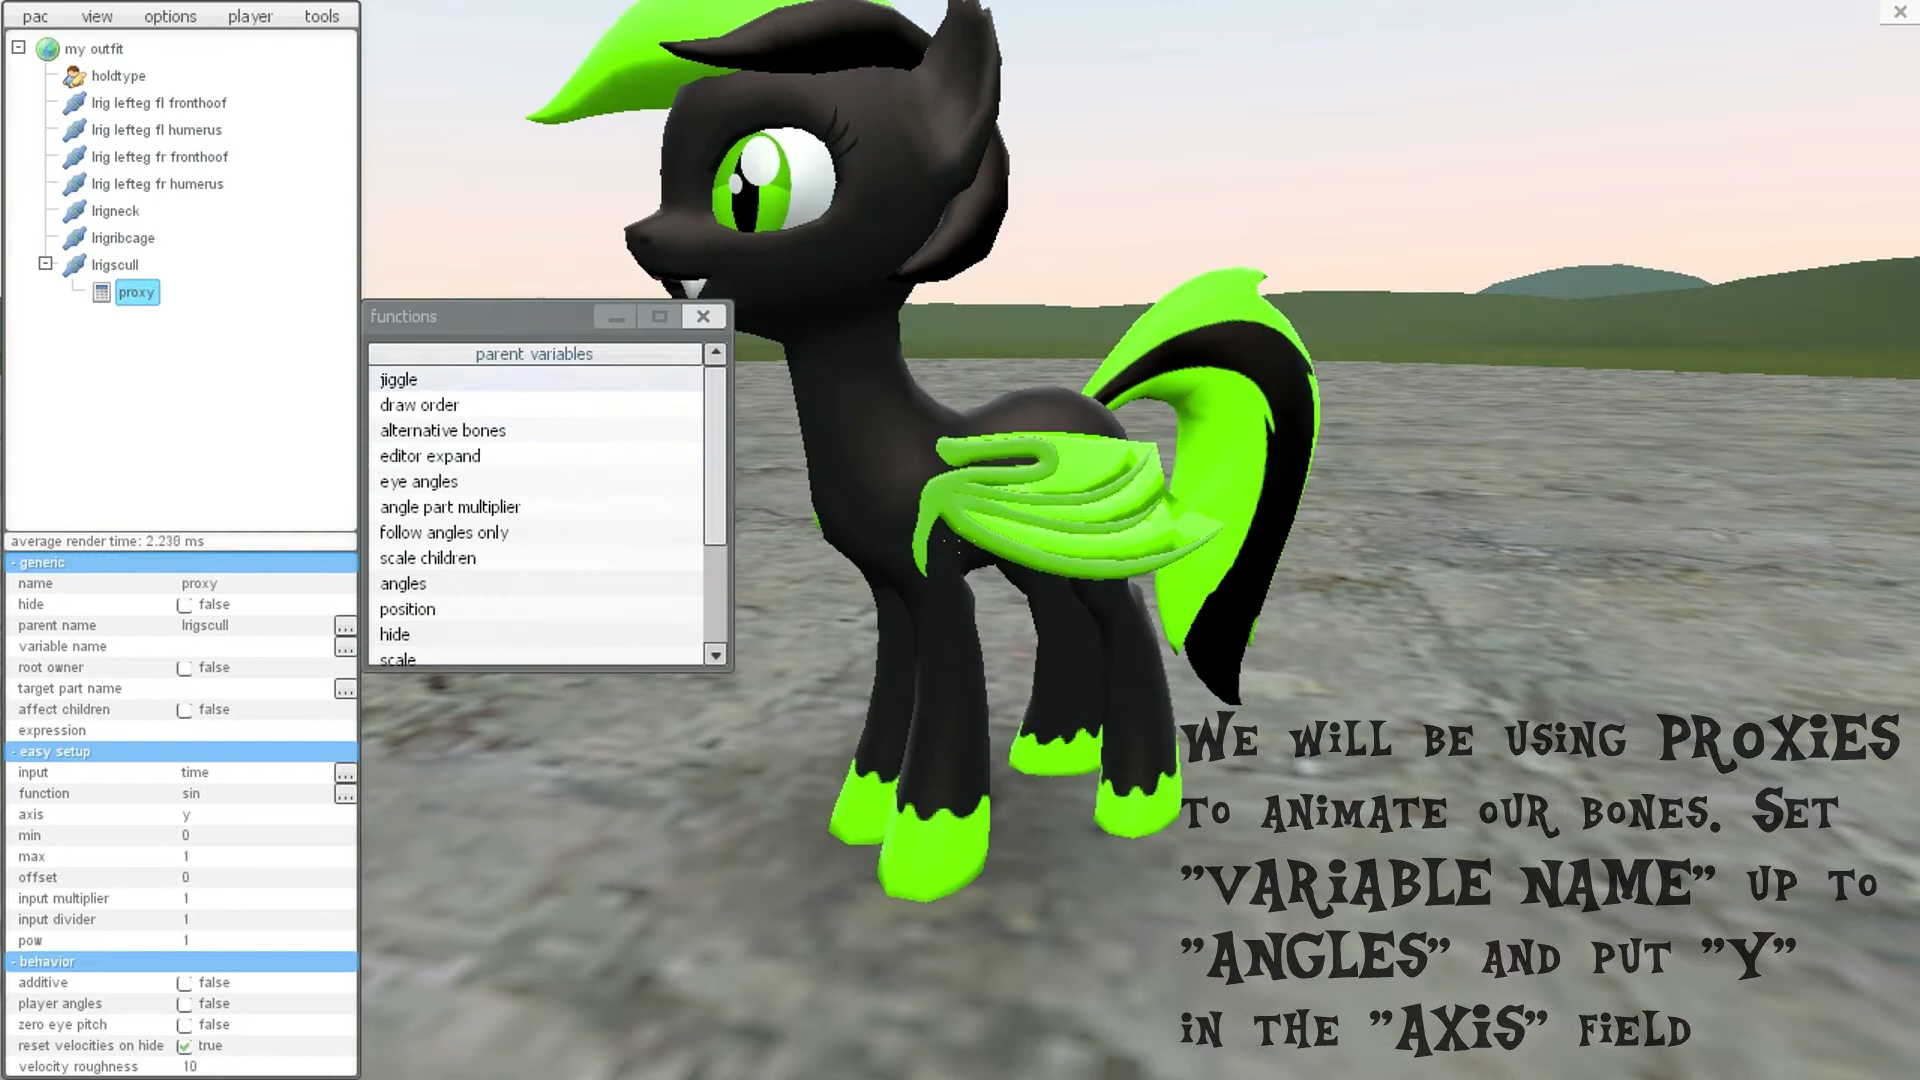 pac view options player tools
my outfit
holdtype
lrig lefteg fl fronthoof
lrig lefteg fl humerus
lrig lefteg fr fronthoof
lrig lefteg fr humerus
lrigneck
lrigribcage
lrigscull
proxy
functions
parent variables
jiggle
draw order
alternative bones
editor expand
eye angles
angle part multiplier
follow angles only
scale children
angles
position
hide
scale
average render time: 2.230 ms
- generic
name proxy
hide false
parent name lrigscull ...
variable name ...
root owner false
target part name ...
affect children false
expression
- easy setup
input time ...
function sin ...
axis y
min 0
max 1
offset 0
input multiplier 1
input divider 1
pow 1
- behavior
additive false
player angles false
zero eye pitch false
reset velocities on hide true
velocity roughness 10
We will be using PROXiES
to animate our bones. Set
"VARiABLE NAME" up to
"ANGLES" and put "Y"
in the "AXiS" field